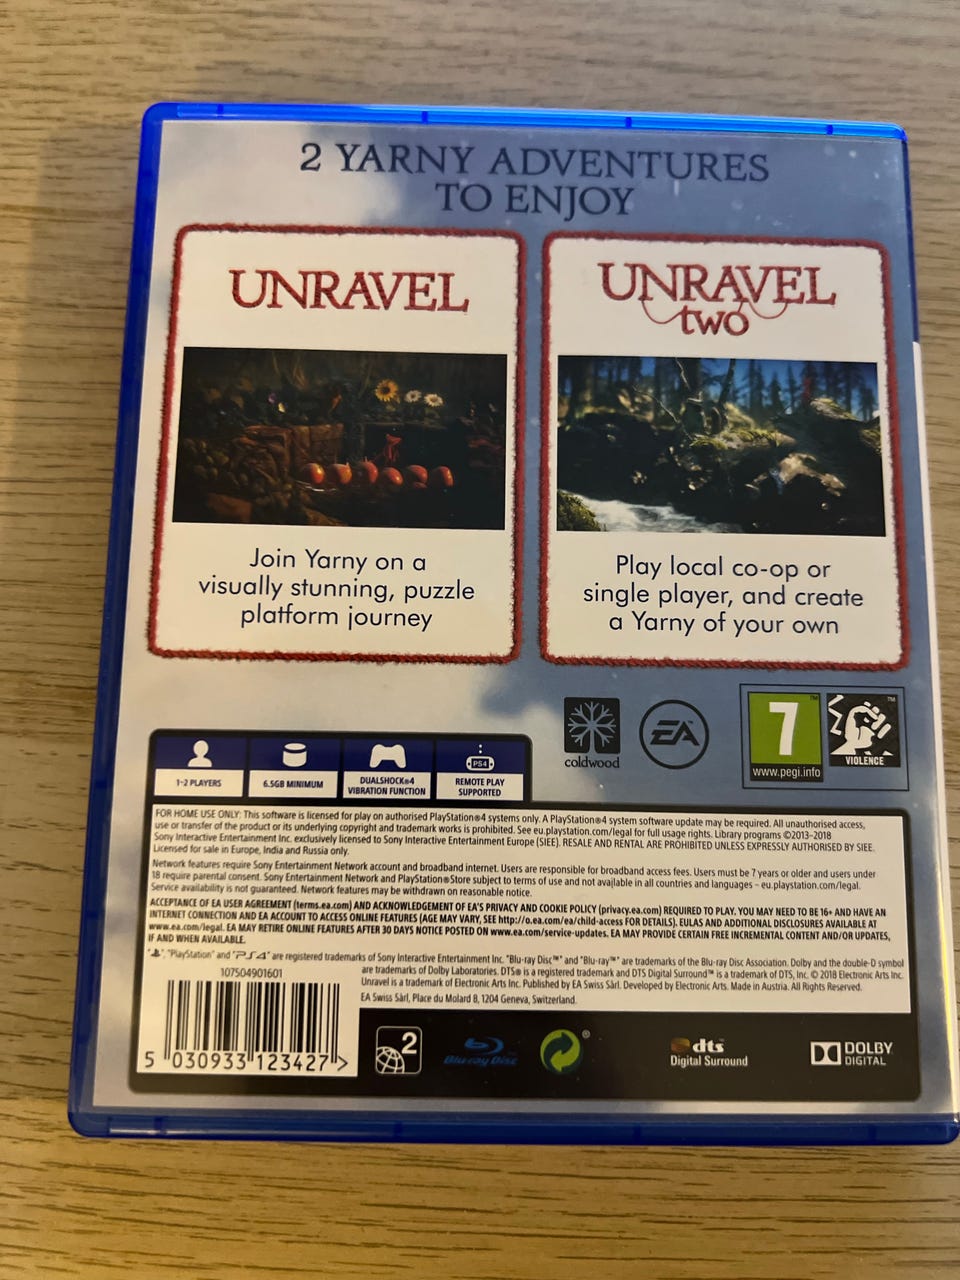 2 YARNY ADVENTURES
TO ENJOY
UNRAVEL
Join Yarny on a
visually stunning, puzzle
platform journey
UNRAVEL
two
Play local co-op or
single player, and create
a Yarny of your own
coldwood
EA
7
www.pegi.info
VIOLENCE
TM
TM
1-2 PLAYERS
6.5GB MINIMUM
DUALSHOCK®4
VIBRATION FUNCTION
PS4
REMOTE PLAY
SUPPORTED
FOR HOME USE ONLY: This software is licensed for play on authorised PlayStation®4 systems only. A PlayStation®4 system software update may be required. All unauthorised access,
use or transfer of the product or its underlying copyright and trademark works is prohibited. See eu.playstation.com/legal for full usage rights. Library programs ©2013-2018
Sony Interactive Entertainment Inc. exclusively licensed to Sony Interactive Entertainment Europe (SIEE). RESALE AND RENTAL ARE PROHIBITED UNLESS EXPRESSLY AUTHORISED BY SIEE.
Licensed for sale in Europe, India and Russia only.
Network features require Sony Entertainment Network account and broadband internet. Users are responsible for broadband access fees. Users must be 7 years or older and users under
18 require parental consent. Sony Entertainment Network and PlayStation®Store subject to terms of use and not available in all countries and languages – eu.playstation.com/legal.
Service availability is not guaranteed. Network features may be withdrawn on reasonable notice.
ACCEPTANCE OF EA USER AGREEMENT (terms.ea.com) AND ACKNOWLEDGEMENT OF EA'S PRIVACY AND COOKIE POLICY (privacy.ea.com) REQUIRED TO PLAY. YOU MAY NEED TO BE 16+ AND HAVE AN
INTERNET CONNECTION AND EA ACCOUNT TO ACCESS ONLINE FEATURES (AGE MAY VARY, SEE http://o.ea.com/ea/child-access FOR DETAILS). EULAS AND ADDITIONAL DISCLOSURES AVAILABLE AT
www.ea.com/legal. EA MAY RETIRE ONLINE FEATURES AFTER 30 DAYS NOTICE POSTED ON www.ea.com/service-updates. EA MAY PROVIDE CERTAIN FREE INCREMENTAL CONTENT AND/OR UPDATES,
IF AND WHEN AVAILABLE.
" ", "PlayStation" and "PS4" are registered trademarks of Sony Interactive Entertainment Inc. "Blu-ray Disc™" and "Blu-ray™" are trademarks of the Blu-ray Disc Association. Dolby and the double-D symbol
are trademarks of Dolby Laboratories. DTS® is a registered trademark and DTS Digital Surround™ is a trademark of DTS, Inc. © 2018 Electronic Arts Inc.
Unravel is a trademark of Electronic Arts Inc. Published by EA Swiss Sàrl. Developed by Electronic Arts. Made in Austria. All Rights Reserved.
EA Swiss Sàrl, Place du Molard 8, 1204 Geneva, Switzerland.
107504901601
5 030933 123427 >
2
Blu-ray Disc
®
dts
Digital Surround
DOLBY
DIGITAL